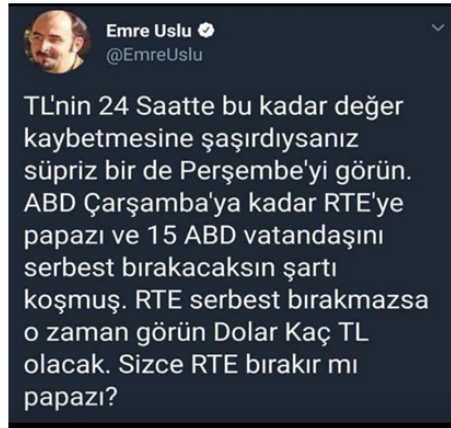 Emre Uslu
@EmreUslu
TL'nin 24 Saatte bu kadar değer
kaybetmesine şaşırdıysanız
süpriz bir de Perşembe'yi görün.
ABD Çarşamba'ya kadar RTE'ye
papazı ve 15 ABD vatandaşını
serbest bırakacaksın şartı
koşmuş. RTE serbest bırakmazsa
o zaman görün Dolar Kaç TL
olacak. Sizce RTE bırakır mı
papazı?